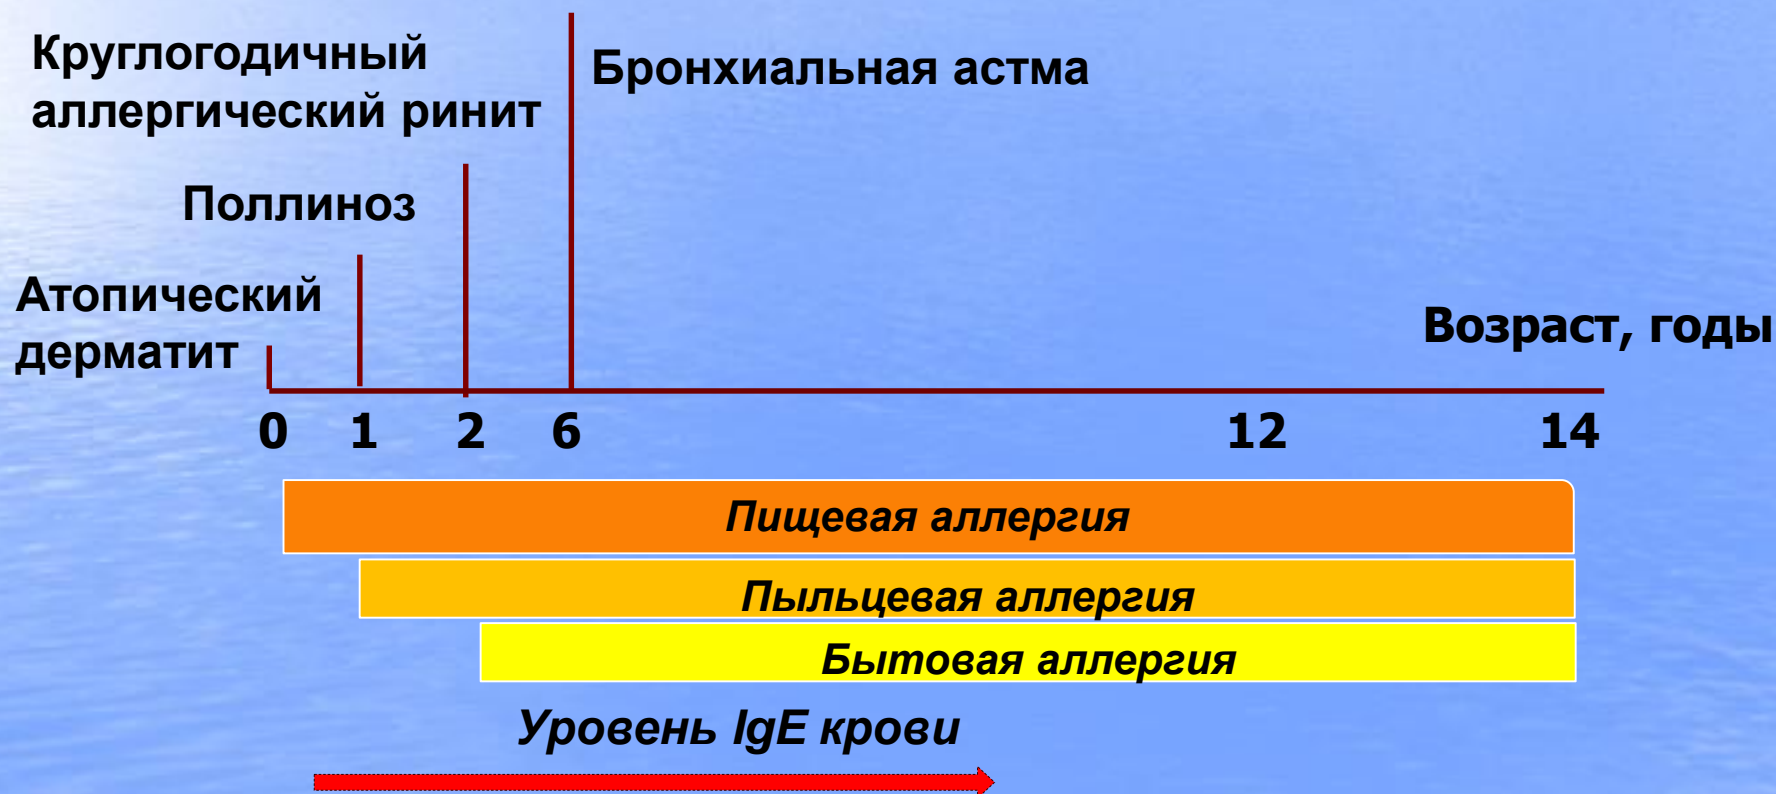 Круглогодичный
аллергический ринит
Бронхиальная астма
Поллиноз
Атопический
дерматит
Возраст, годы
0 1 2 6 12 14
Пищевая аллергия
Пыльцевая аллергия
Бытовая аллергия
Уровень IgE крови